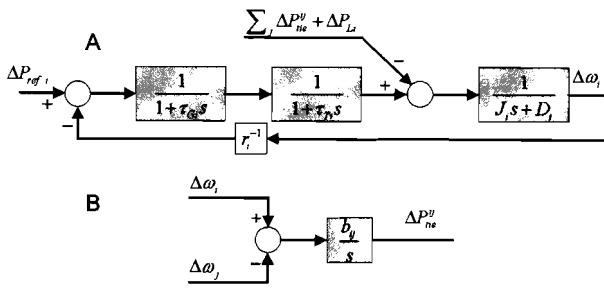 ∑_j ΔP_tie^ij + ΔP_Li
A
−
ΔP_ref i
+
1 / (1 + τ_Gi s)
1 / (1 + τ_Ti s)
+
1 / (J_i s + D_i)
Δω_i
−
r_i^−1
B
Δω_i
+
b_ij / s
ΔP_tie^ij
−
Δω_j